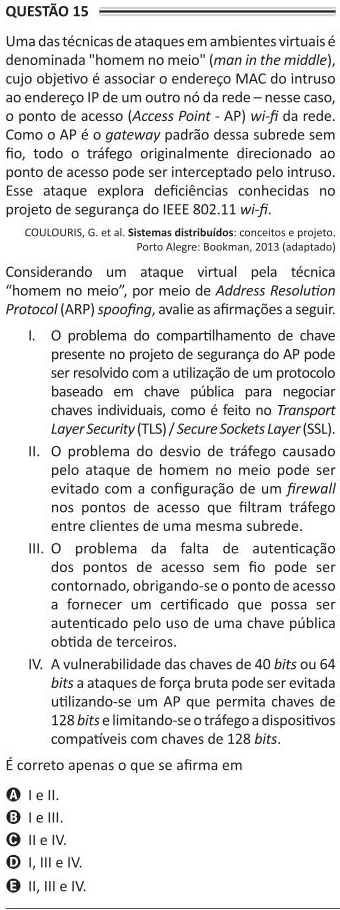 QUESTÃO 15
Uma das técnicas de ataques em ambientes virtuais é
denominada "homem no meio" (man in the middle),
cujo objetivo é associar o endereço MAC do intruso
ao endereço IP de um outro nó da rede – nesse caso,
o ponto de acesso (Access Point - AP) wi-fi da rede.
Como o AP é o gateway padrão dessa subrede sem
fio, todo o tráfego originalmente direcionado ao
ponto de acesso pode ser interceptado pelo intruso.
Esse ataque explora deficiências conhecidas no
projeto de segurança do IEEE 802.11 wi-fi.
COULOURIS, G. et al. Sistemas distribuídos: conceitos e projeto.
Porto Alegre: Bookman, 2013 (adaptado)
Considerando um ataque virtual pela técnica
“homem no meio”, por meio de Address Resolution
Protocol (ARP) spoofing, avalie as afirmações a seguir.
I. O problema do compartilhamento de chave
presente no projeto de segurança do AP pode
ser resolvido com a utilização de um protocolo
baseado em chave pública para negociar
chaves individuais, como é feito no Transport
Layer Security (TLS) / Secure Sockets Layer (SSL).
II. O problema do desvio de tráfego causado
pelo ataque de homem no meio pode ser
evitado com a configuração de um firewall
nos pontos de acesso que filtram tráfego
entre clientes de uma mesma subrede.
III. O problema da falta de autenticação
dos pontos de acesso sem fio pode ser
contornado, obrigando-se o ponto de acesso
a fornecer um certificado que possa ser
autenticado pelo uso de uma chave pública
obtida de terceiros.
IV. A vulnerabilidade das chaves de 40 bits ou 64
bits a ataques de força bruta pode ser evitada
utilizando-se um AP que permita chaves de
128 bits e limitando-se o tráfego a dispositivos
compatíveis com chaves de 128 bits.
É correto apenas o que se afirma em
A I e II.
B I e III.
C II e IV.
D I, III e IV.
E II, III e IV.